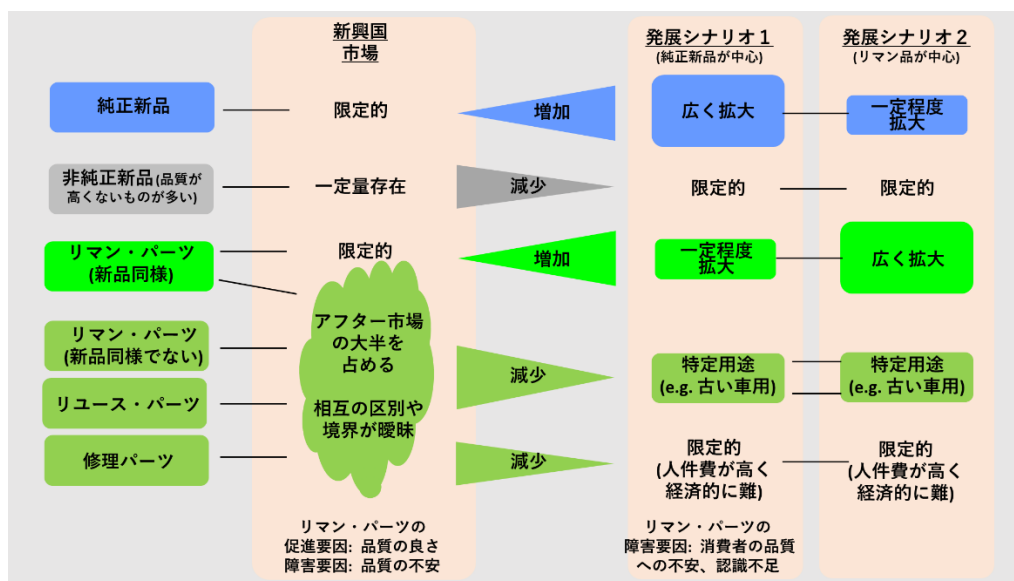 新興国
市場
発展シナリオ１
(純正新品が中心)
発展シナリオ２
(リマン品が中心)
純正新品
限定的
増加
広く拡大
一定程度
拡大
非純正新品(品質が
高くないものが多い)
一定量存在
減少
限定的
限定的
リマン・パーツ
(新品同様)
限定的
増加
一定程度
拡大
広く拡大
アフター市場
の大半を
占める
相互の区別や
境界が曖昧
リマン・パーツ
(新品同様でない)
リユース・パーツ
減少
特定用途
(e.g. 古い車用)
特定用途
(e.g. 古い車用)
修理パーツ
減少
限定的
(人件費が高く
経済的に難)
限定的
(人件費が高く
経済的に難)
リマン・パーツの
促進要因: 品質の良さ
障害要因: 品質の不安
リマン・パーツの
障害要因: 消費者の品質
への不安、認識不足